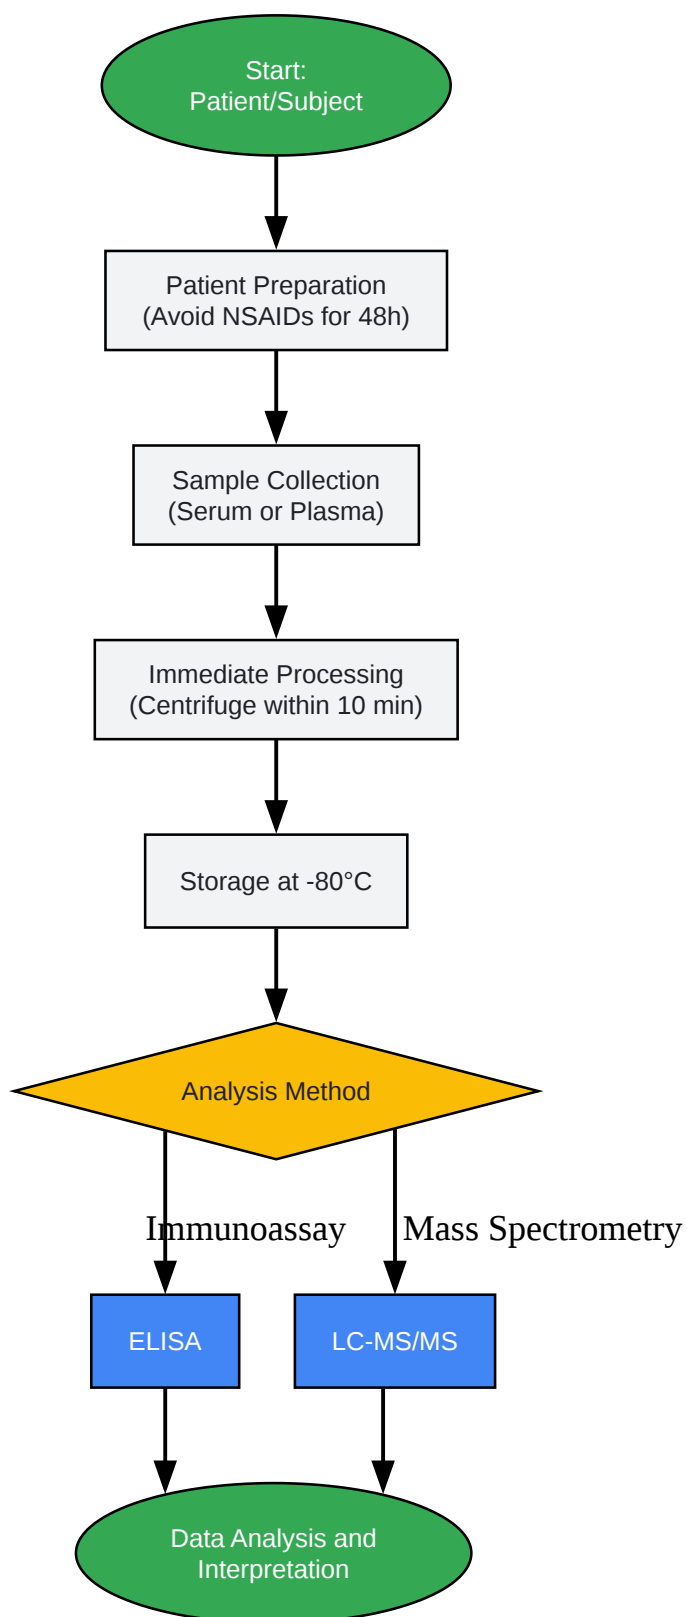 Start:
Patient/Subject
Patient Preparation
(Avoid NSAIDs for 48h)
Sample Collection
(Serum or Plasma)
Immediate Processing
(Centrifuge within 10 min)
Storage at -80°C
Analysis Method
Immunoassay
Mass Spectrometry
ELISA
LC-MS/MS
Data Analysis and
Interpretation